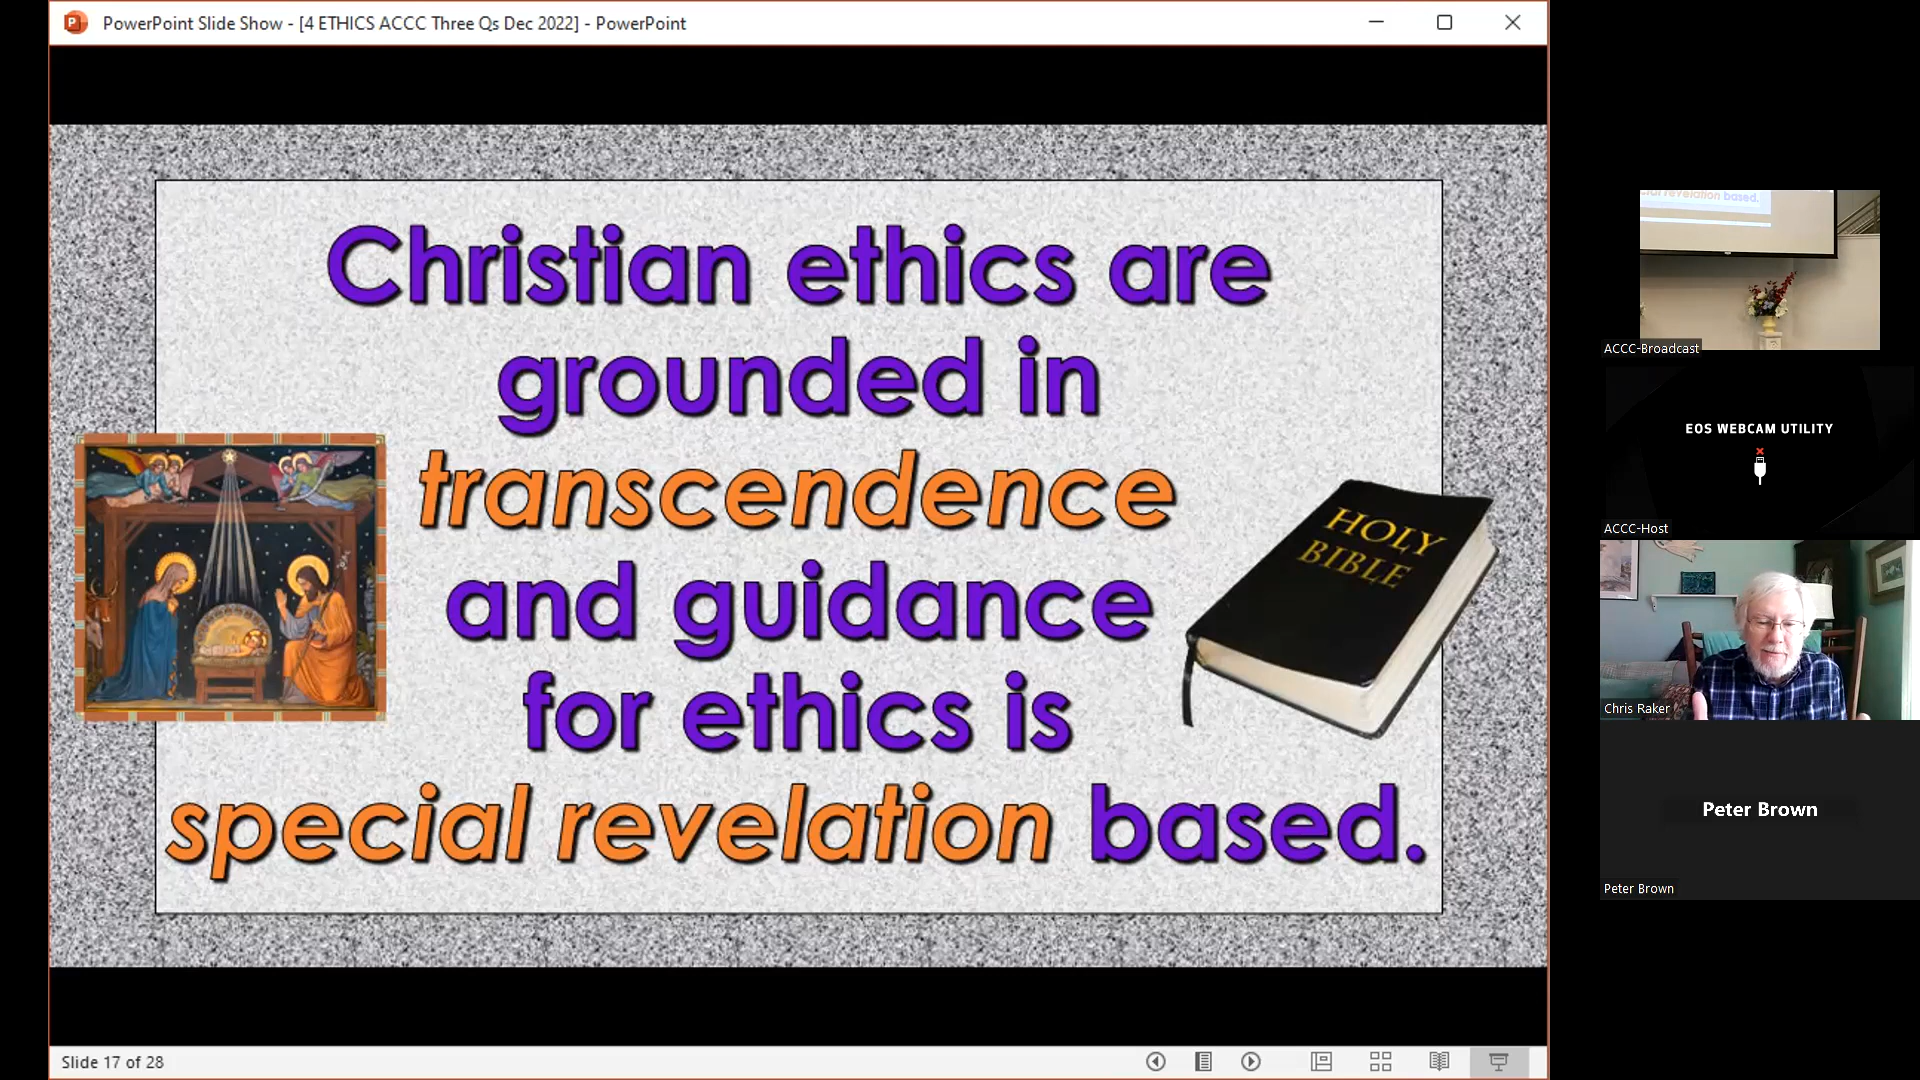 PowerPoint Slide Show - [4 ETHICS ACCC Three Qs Dec 2022] - PowerPoint
Christian ethics are
grounded in
transcendence
and guidance
for ethics is
special revelation based.
HOLY
BIBLE
Slide 17 of 28
revelation based.
ACCC-Broadcast
EOS WEBCAM UTILITY
ACCC-Host
Chris Raker
Peter Brown
Peter Brown